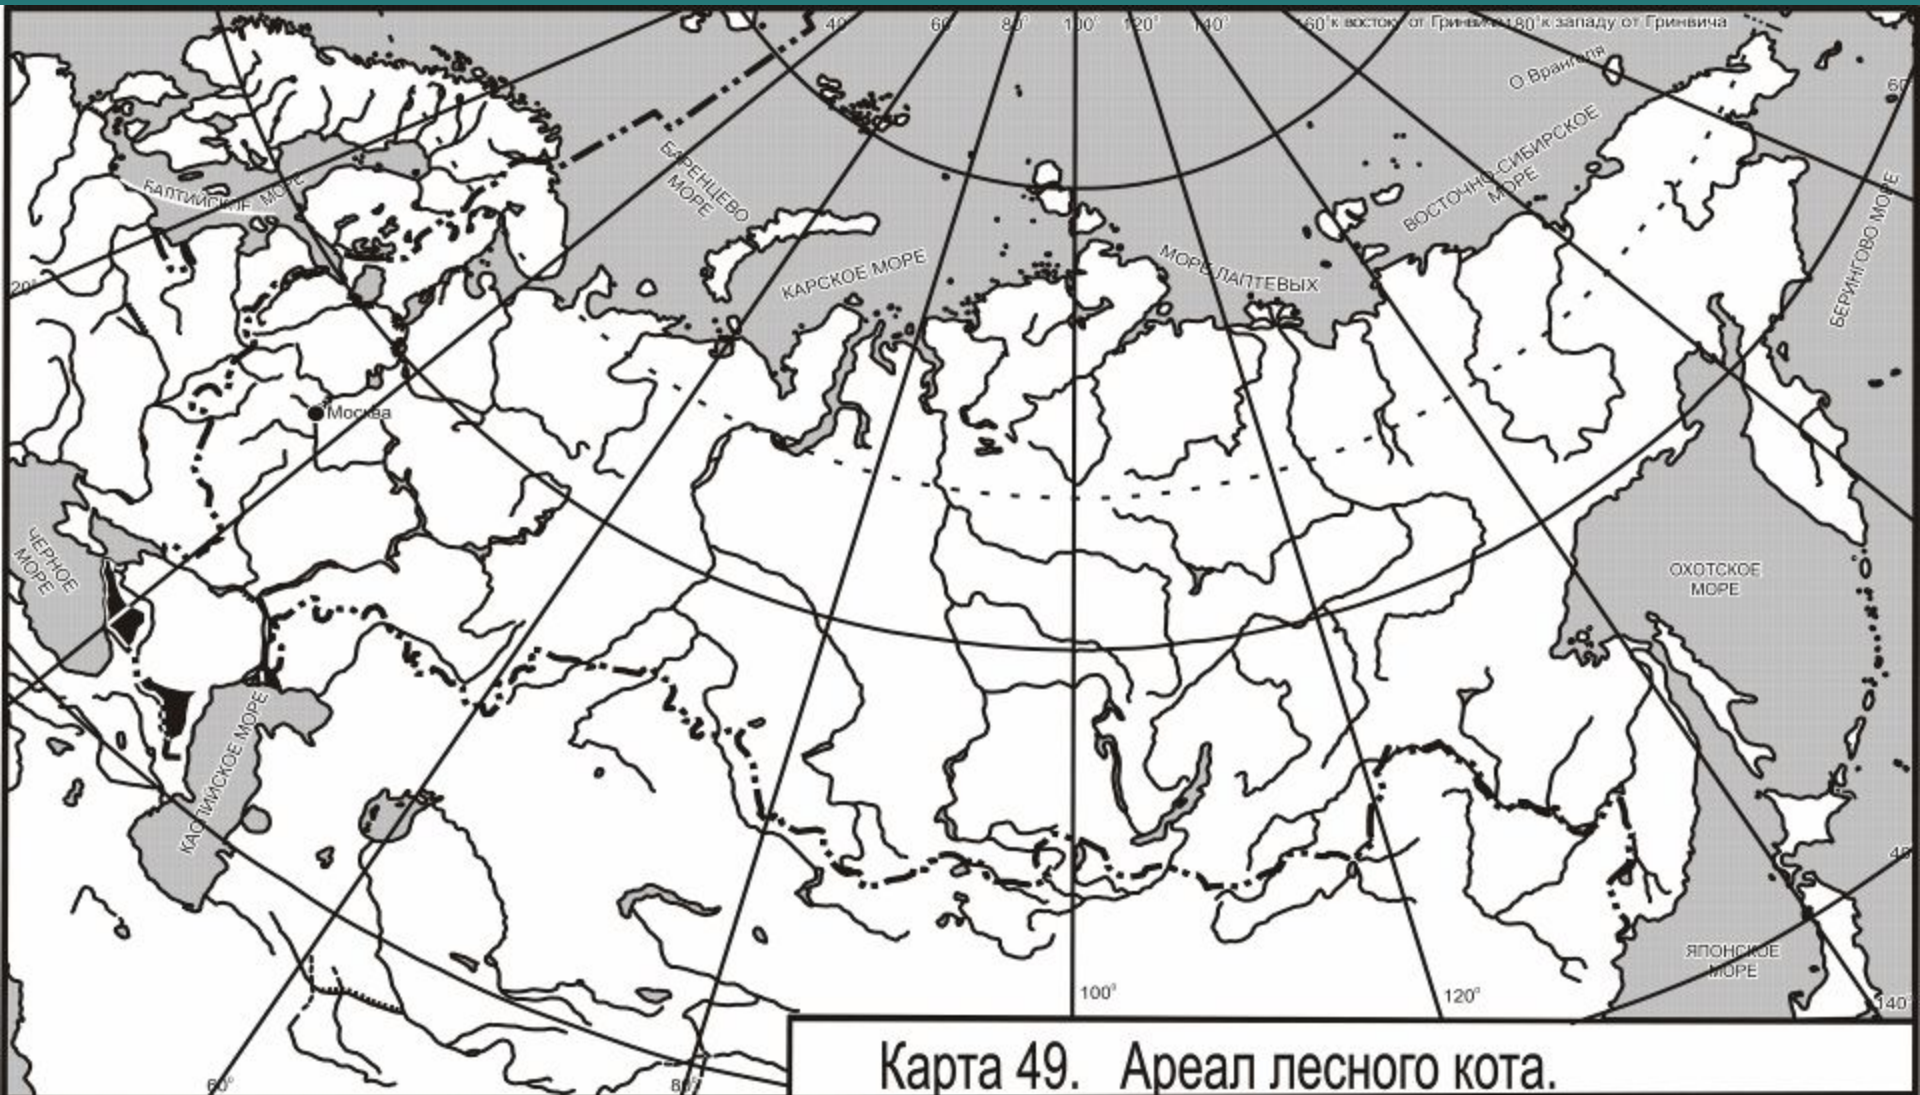 40°
60°
80°
100°
120°
140°
160°к востоку от Гринвича
180°к западу от Гринвича
О.Врангеля
60
БАРЕНЦЕВО
МОРЕ
ВОСТОЧНО-СИБИРСКОЕ
МОРЕ
БАЛТИЙСКОЕ МОРЕ
БЕРИНГОВО МОРЕ
КАРСКОЕ МОРЕ
МОРЕ ЛАПТЕВЫХ
20°
Москва
ЧЕРНОЕ
МОРЕ
ОХОТСКОЕ
МОРЕ
КАСПИЙСКОЕ МОРЕ
40
ЯПОНСКОЕ
МОРЕ
100°
120°
140°
60°
80°
Карта 49. Ареал лесного кота.